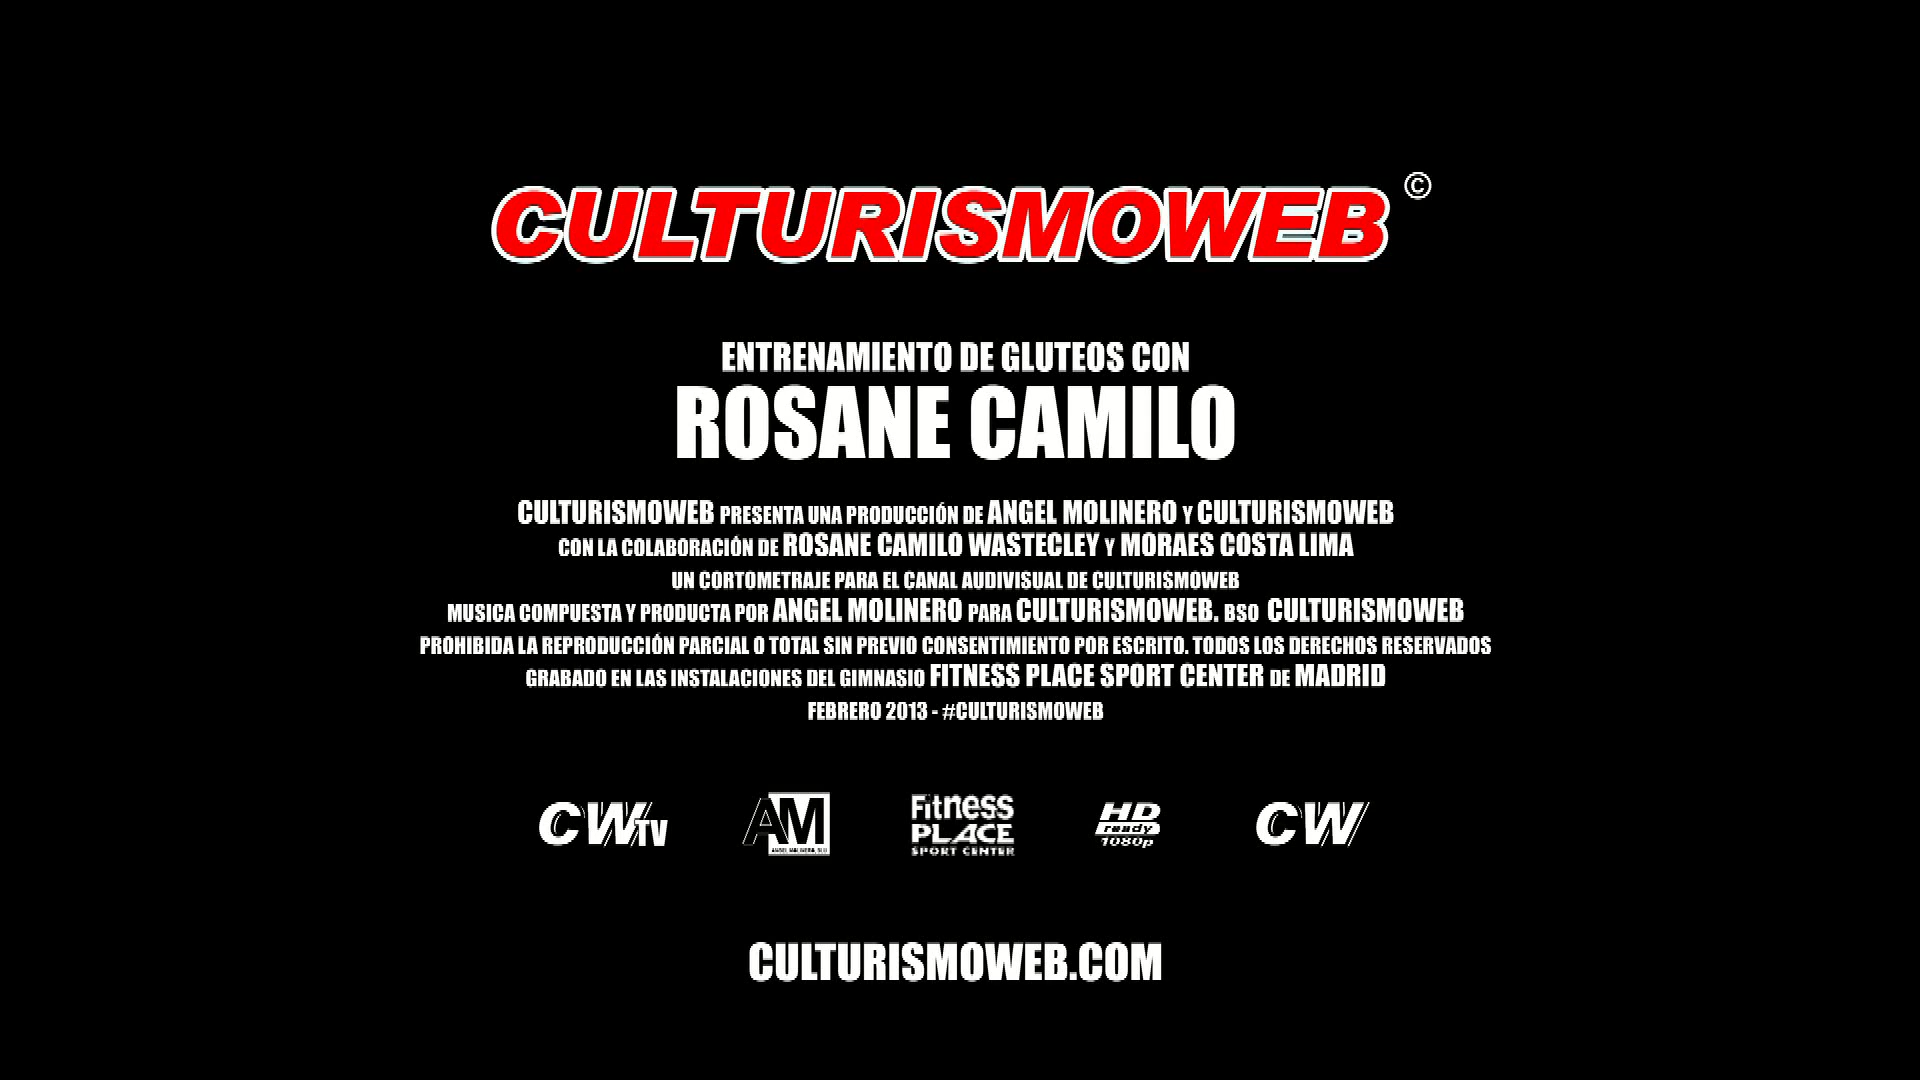 CULTURISMOWEB ©
ENTRENAMIENTO DE GLUTEOS CON
ROSANE CAMILO
CULTURISMOWEB PRESENTA UNA PRODUCCIÓN DE ANGEL MOLINERO Y CULTURISMOWEB
CON LA COLABORACIÓN DE ROSANE CAMILO WASTECLEY Y MORAES COSTA LIMA
UN CORTOMETRAJE PARA EL CANAL AUDIVISUAL DE CULTURISMOWEB
MUSICA COMPUESTA Y PRODUCTA POR ANGEL MOLINERO PARA CULTURISMOWEB. BSO CULTURISMOWEB
PROHIBIDA LA REPRODUCCIÓN PARCIAL O TOTAL SIN PREVIO CONSENTIMIENTO POR ESCRITO. TODOS LOS DERECHOS RESERVADOS
GRABADO EN LAS INSTALACIONES DEL GIMNASIO FITNESS PLACE SPORT CENTER DE MADRID
FEBRERO 2013 - #CULTURISMOWEB
CW TV
AM
Fitness
PLACE
SPORT CENTER
HD
ready
1080p
CW
CULTURISMOWEB.COM